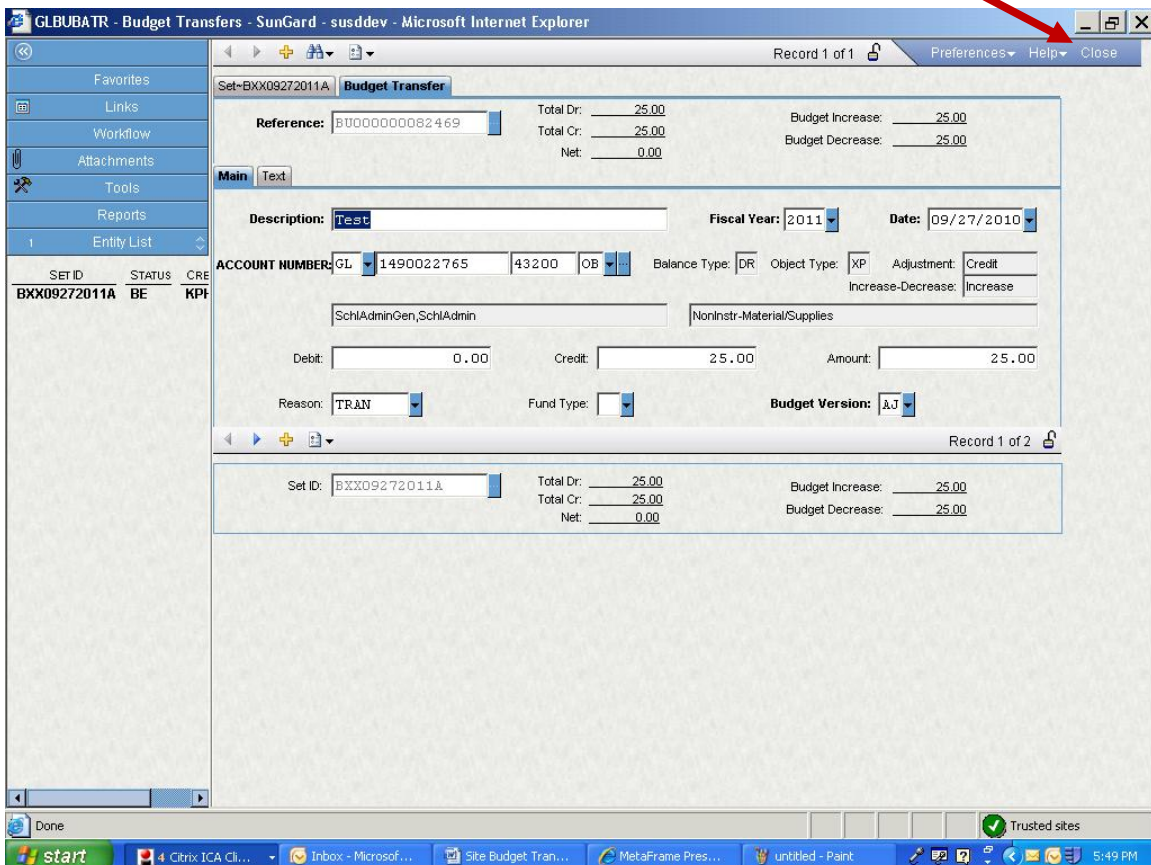 GLBUBATR - Budget Transfers - SunGard - susddev - Microsoft Internet Explorer
Record 1 of 1 Preferences Help Close
Favorites
Links
Workflow
Attachments
Tools
Reports
1 Entity List
SET ID STATUS CRE
BXX09272011A BE KPH
Set~BXX09272011A Budget Transfer
Reference: BU000000082469 Total Dr: 25.00 Budget Increase: 25.00
Total Cr: 25.00 Budget Decrease: 25.00
Net: 0.00
Main Text
Description: Test Fiscal Year: 2011 Date: 09/27/2010
ACCOUNT NUMBER: GL 1490022765 43200 OB Balance Type: DR Object Type: XP Adjustment: Credit
Increase-Decrease: Increase
SchlAdminGen,SchlAdmin NonInstr-Material/Supplies
Debit: 0.00 Credit: 25.00 Amount: 25.00
Reason: TRAN Fund Type: Budget Version: AJ
Record 1 of 2
Set ID: BXX09272011A Total Dr: 25.00 Budget Increase: 25.00
Total Cr: 25.00 Budget Decrease: 25.00
Net: 0.00
Done Trusted sites
start 4 Citrix ICA Cli... Inbox - Microsof... Site Budget Tran... MetaFrame Pres... untitled - Paint 5:49 PM